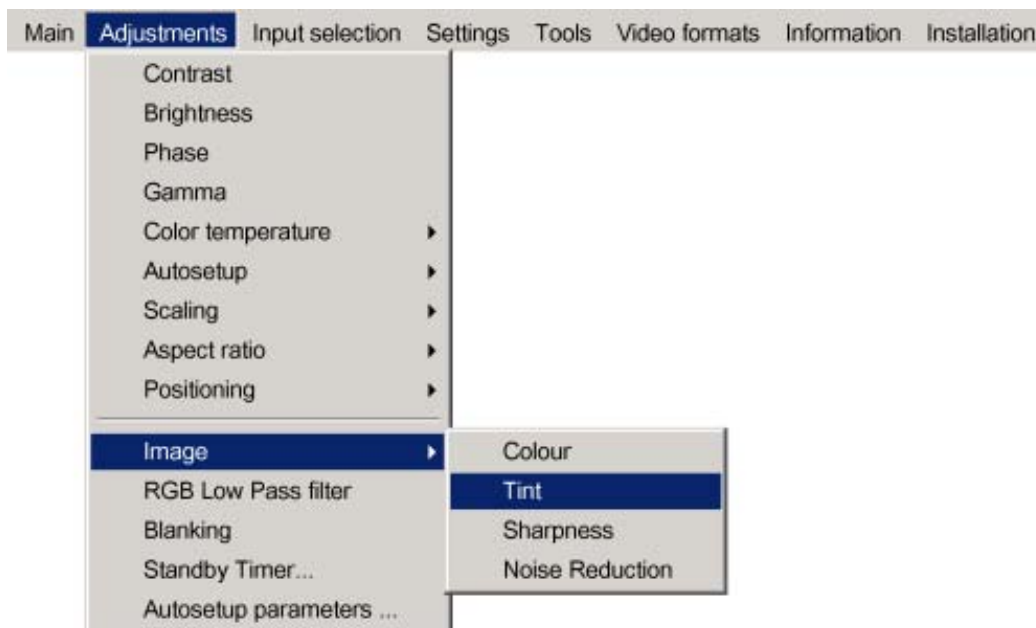 Main Adjustments Input selection Settings Tools Video formats Information Installation
Contrast
Brightness
Phase
Gamma
Color temperature
Autosetup
Scaling
Aspect ratio
Positioning
Image
RGB Low Pass filter
Blanking
Standby Timer...
Autosetup parameters ...
Colour
Tint
Sharpness
Noise Reduction